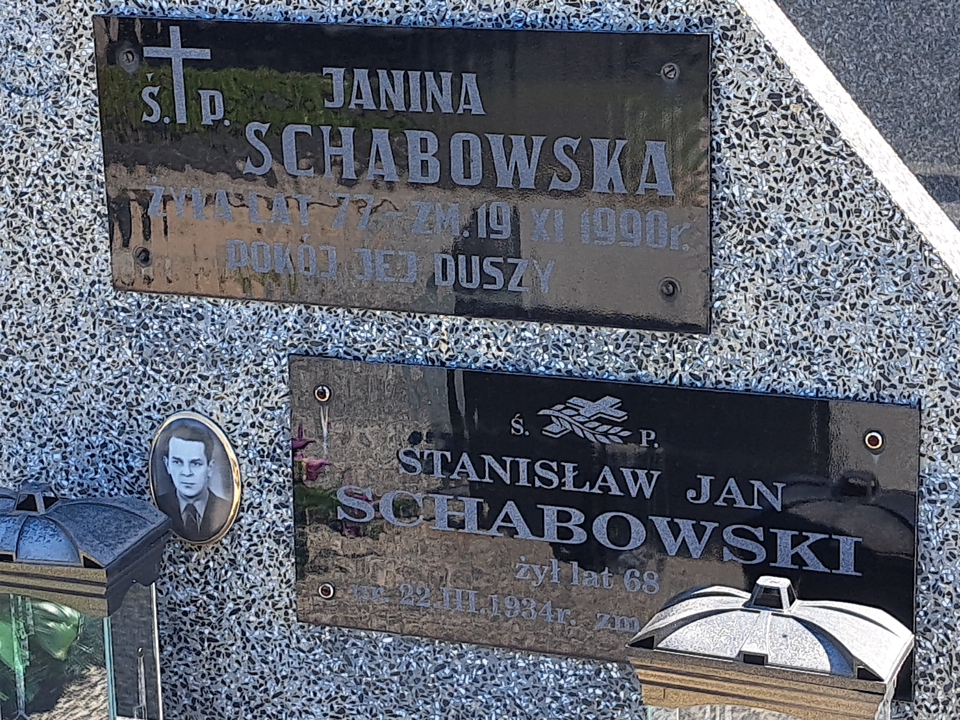 Ś. P.
JANINA
SCHABOWSKA
ŻYŁA LAT 77 - ZM. 19 XI 1990r.
POKÓJ JEJ DUSZY
Ś. P.
STANISŁAW JAN
SCHABOWSKI
żył lat 68
ur. 22.III.1934r. zm